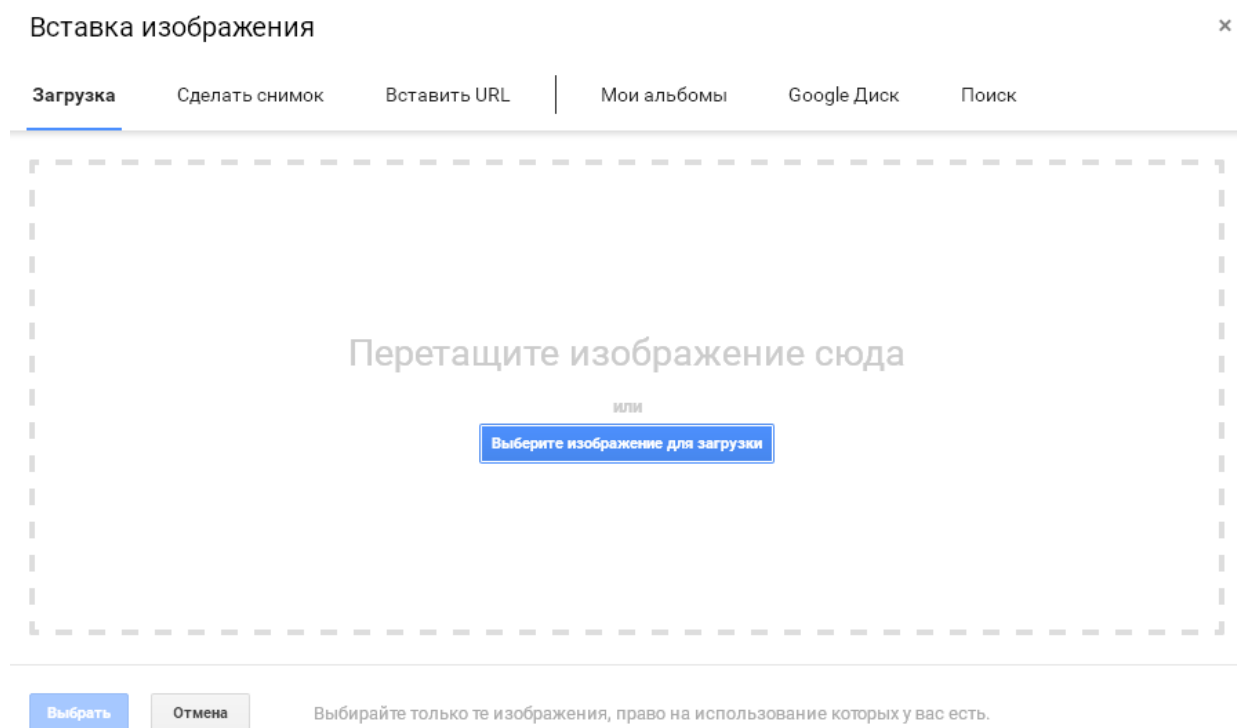 Вставка изображения
×
Загрузка Сделать снимок Вставить URL Мои альбомы Google Диск Поиск
Перетащите изображение сюда
или
Выберите изображение для загрузки
Выбрать Отмена Выбирайте только те изображения, право на использование которых у вас есть.